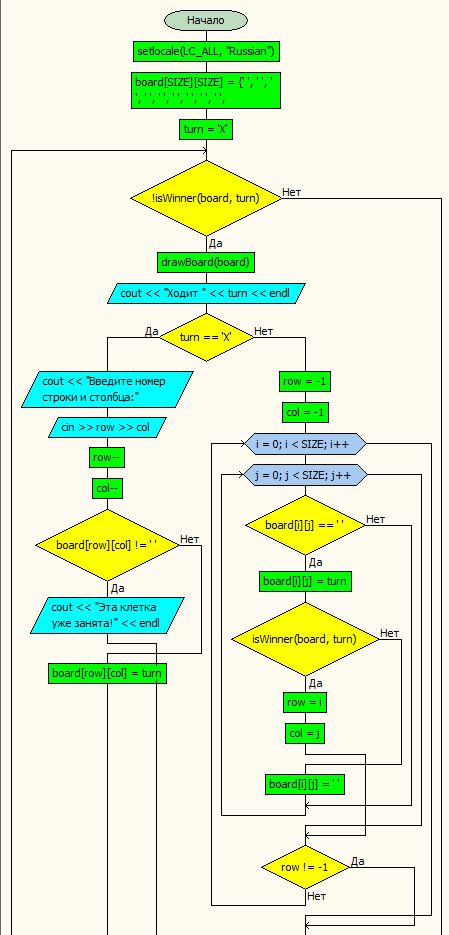 Начало
setlocale(LC_ALL, "Russian")
board[SIZE][SIZE] = {' ', ' ', '
', ' ', ' ', ' ', ' ', ' ', ' ',
turn = 'X'
!isWinner(board, turn)
Нет
Да
drawBoard(board)
cout << "Ходит " << turn << endl
Да
turn == 'X'
Нет
cout << "Введите номер
строки и столбца:"
cin >> row >> col
row--
col--
board[row][col] != ' '
Нет
Да
cout << "Эта клетка
уже занята!" << endl
board[row][col] = turn
row = -1
col = -1
i = 0; i < SIZE; i++
j = 0; j < SIZE; j++
board[i][j] == ' '
Нет
Да
board[i][j] = turn
isWinner(board, turn)
Нет
Да
row = i
col = j
board[i][j] = ' '
row != -1
Да
Нет